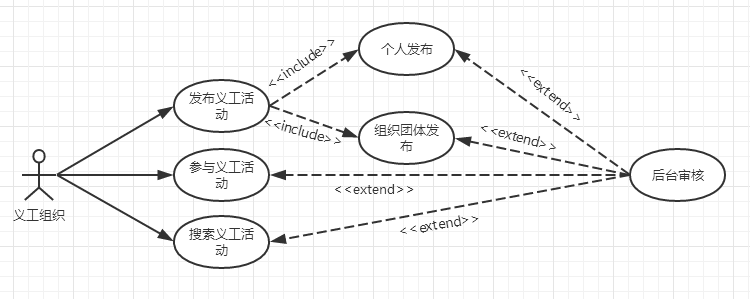 个人发布
<<include>>
<<extend>>
发布义工活
动
<<include>>
组织团体发
布
<<extend>>
参与义工活
动
<<extend>>
后台审核
义工组织
搜索义工活
动
<<extend>>